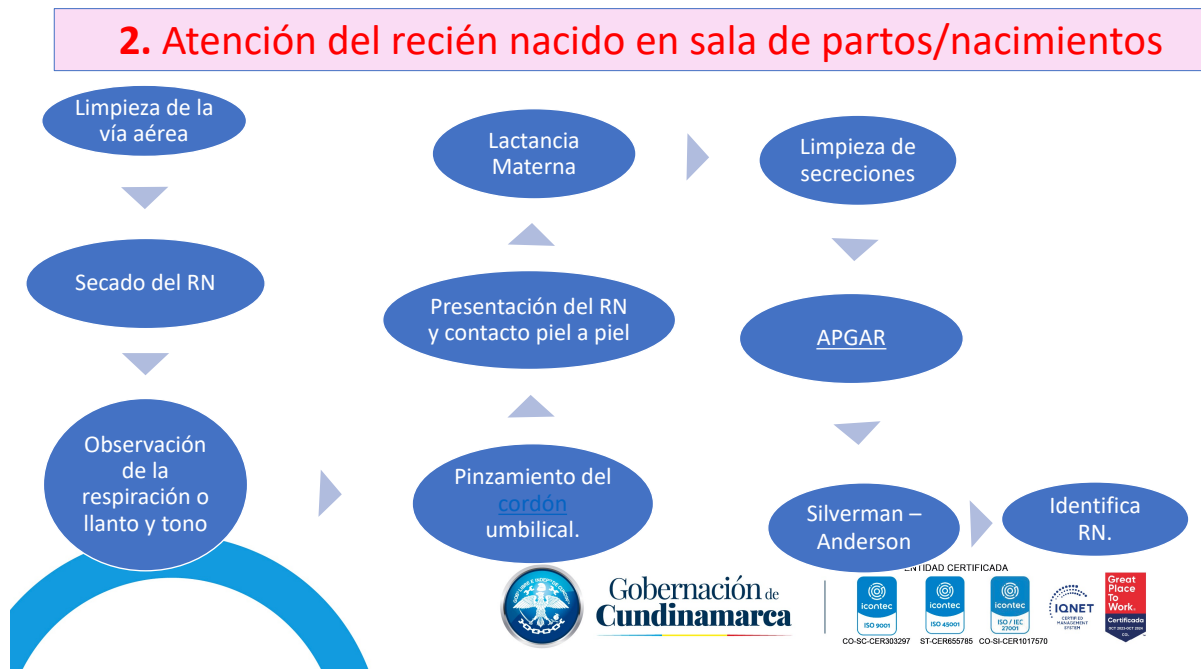 2. Atención del recién nacido en sala de partos/nacimientos
Limpieza de la
vía aérea
Secado del RN
Observación
de la
respiración o
llanto y tono
Pinzamiento del
cordón
umbilical.
Presentación del RN
y contacto piel a piel
Lactancia
Materna
Limpieza de
secreciones
APGAR
Silverman –
Anderson
Identifica
RN.
Gobernación de
Cundinamarca
ENTIDAD CERTIFICADA
icontec
ISO 9001
CO-SC-CER303297
icontec
ISO 45001
ST-CER655785
icontec
ISO / IEC
27001
CO-SI-CER1017570
IQNET
CERTIFIED
MANAGEMENT
SYSTEM
Great
Place
To
Work.
Certificada